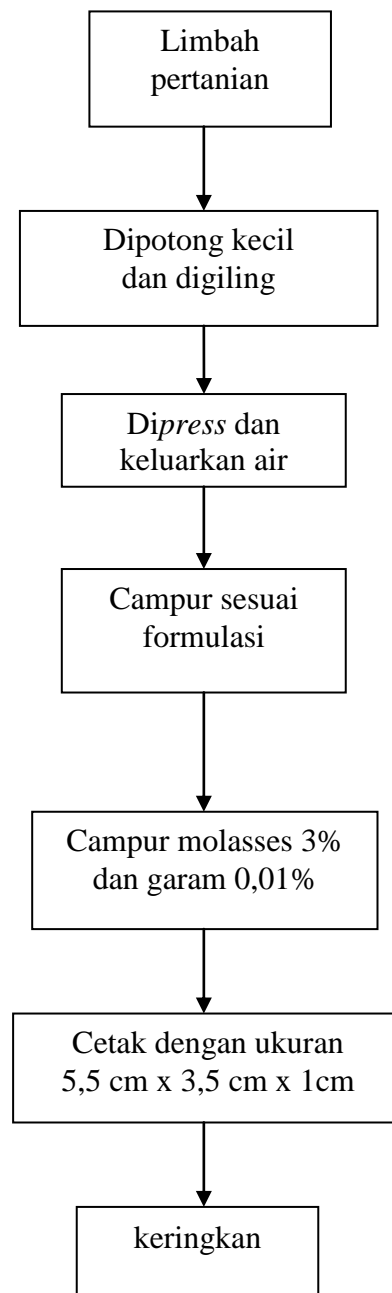 Limbah
pertanian
Dipotong kecil
dan digiling
Dipress dan
keluarkan air
Campur sesuai
formulasi
Campur molasses 3%
dan garam 0,01%
Cetak dengan ukuran
5,5 cm x 3,5 cm x 1cm
keringkan